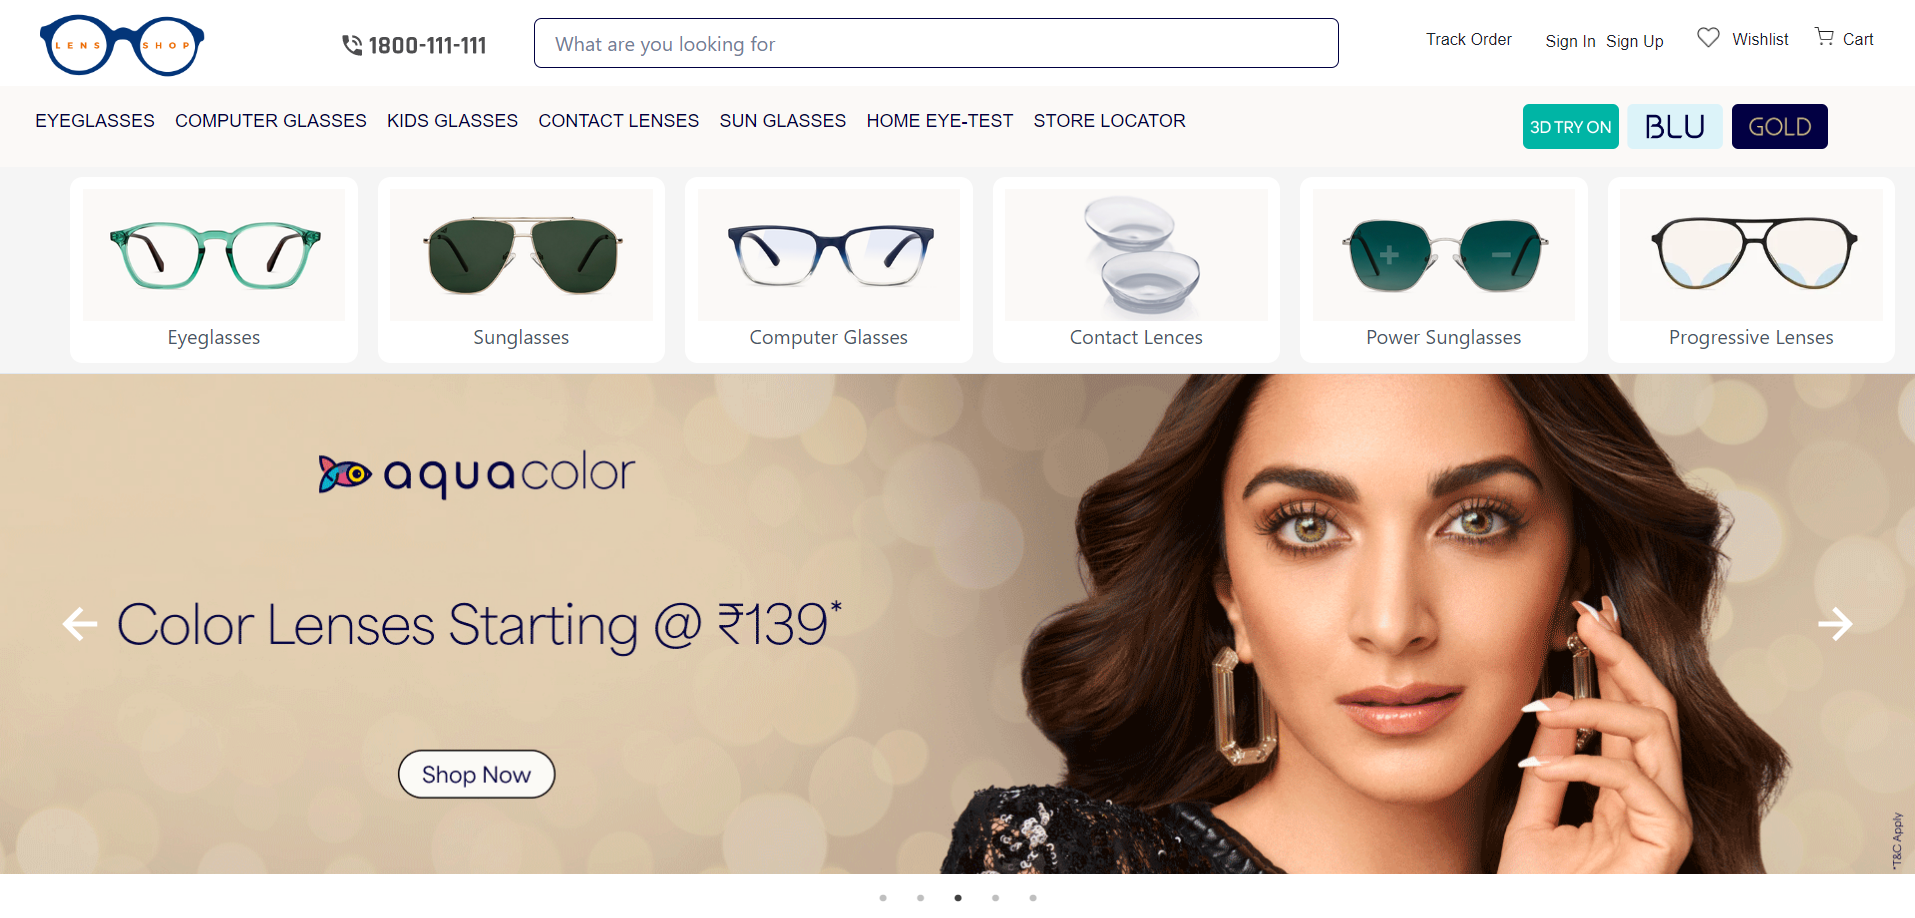 LENS SHOP
1800-111-111
What are you looking for
Track Order
Sign In Sign Up
Wishlist
Cart
EYEGLASSES COMPUTER GLASSES KIDS GLASSES CONTACT LENSES SUN GLASSES HOME EYE-TEST STORE LOCATOR
3D TRY ON
BLU
GOLD
Eyeglasses
Sunglasses
Computer Glasses
Contact Lences
Power Sunglasses
Progressive Lenses
aquacolor
Color Lenses Starting @ ₹139*
Shop Now
*T&C Apply